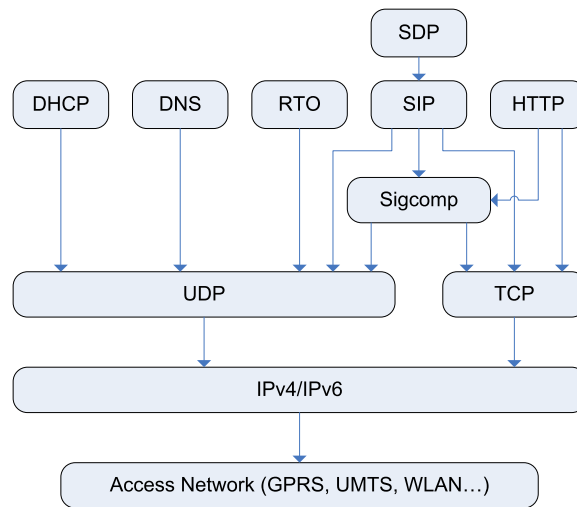 SDP
DHCP
DNS
RTO
SIP
HTTP
Sigcomp
UDP
TCP
IPv4/IPv6
Access Network (GPRS, UMTS, WLAN…)